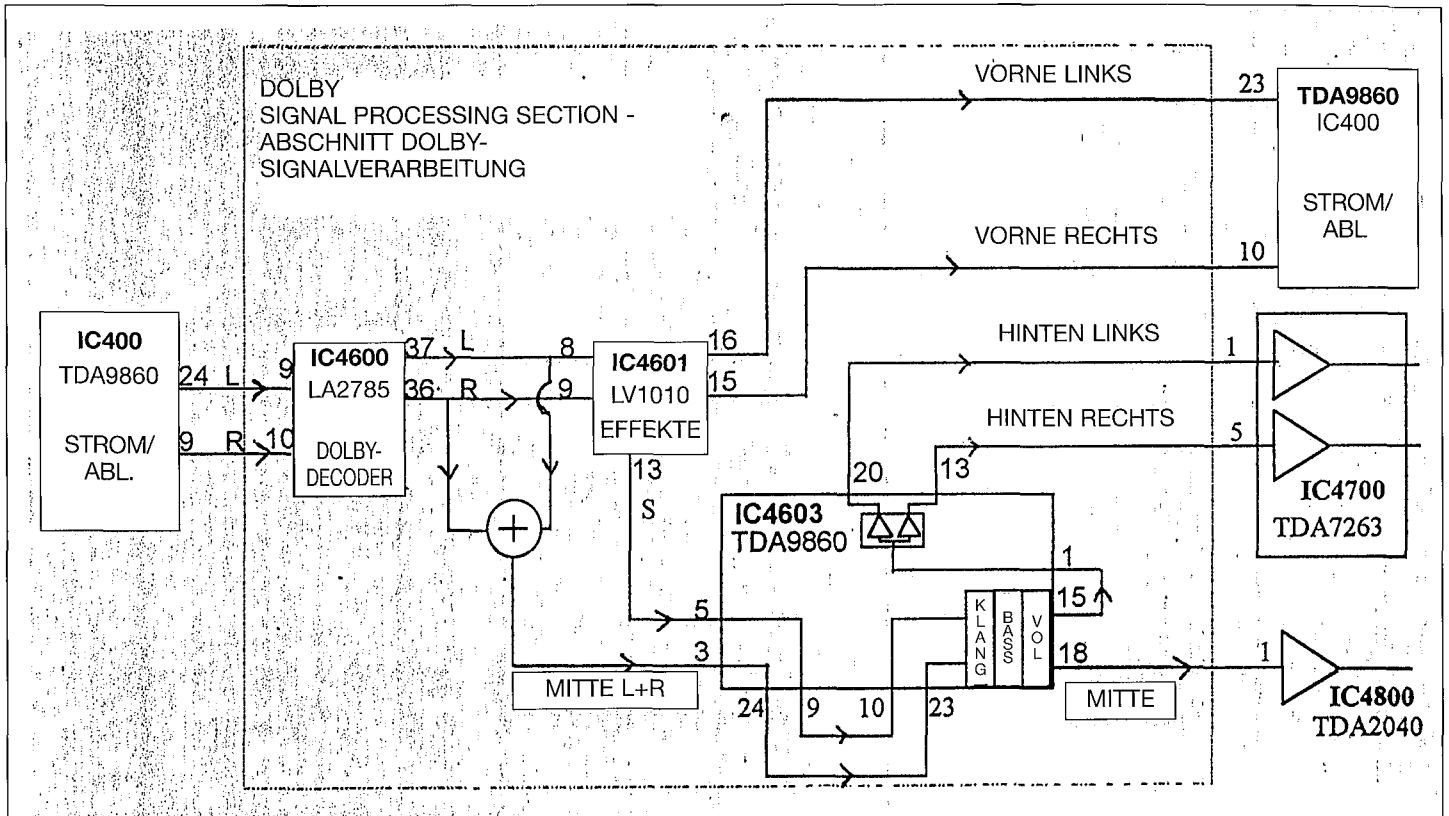 DOLBY
SIGNAL PROCESSING SECTION -
ABSCHNITT DOLBY-
SIGNALVERARBEITUNG
VORNE LINKS
23
TDA9860
IC400
STROM/
ABL
VORNE RECHTS
10
IC400
TDA9860
STROM/
ABL.
24 L
9 R
9
10
IC4600
LA2785
DOLBY-
DECODER
37 L
36 R
8
9
IC4601
LV1010
EFFEKTE
16
15
13
S
HINTEN LINKS
1
HINTEN RECHTS
5
IC4700
TDA7263
+
20
13
IC4603
TDA9860
1
15
5
3
KLANG
BASS
VOL
18
MITTE L+R
24
9
10
23
MITTE
1
IC4800
TDA2040